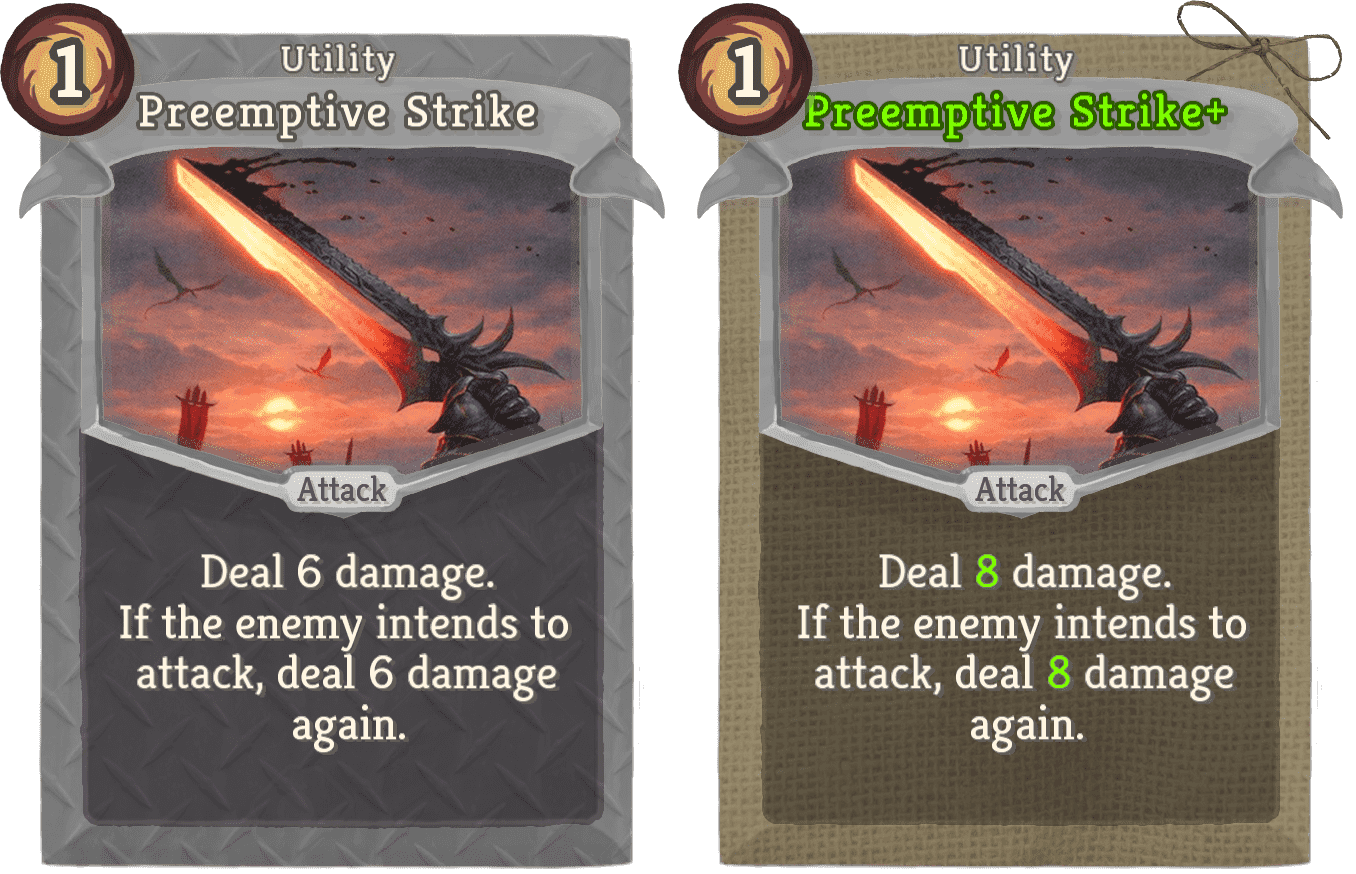 1
Utility
Preemptive Strike
Attack
Deal 6 damage.
If the enemy intends to
attack, deal 6 damage
again.
1
Utility
Preemptive Strike+
Attack
Deal 8 damage.
If the enemy intends to
attack, deal 8 damage
again.